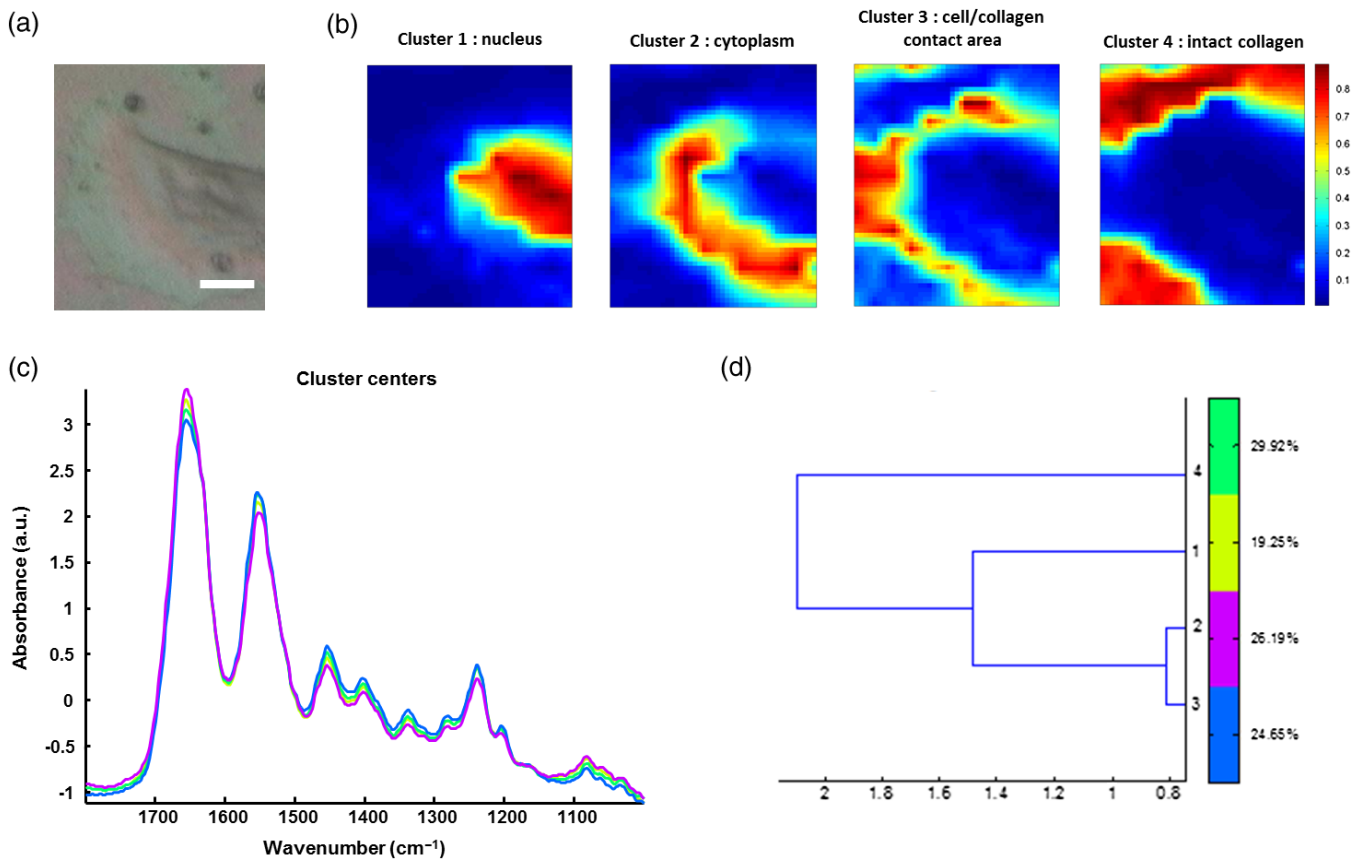 (a)
(b)
Cluster 1 : nucleus
Cluster 2 : cytoplasm
Cluster 3 : cell/collagen
contact area
Cluster 4 : intact collagen
0.8
0.7
0.6
0.5
0.4
0.3
0.2
0.1
(c)
Cluster centers
Absorbance (a.u.)
3
2.5
2
1.5
1
0.5
0
-0.5
-1
1700 1600 1500 1400 1300 1200 1100
Wavenumber (cm⁻¹)
(d)
4
1
2
3
29.92%
19.25%
26.19%
24.65%
2 1.8 1.6 1.4 1.2 1 0.8